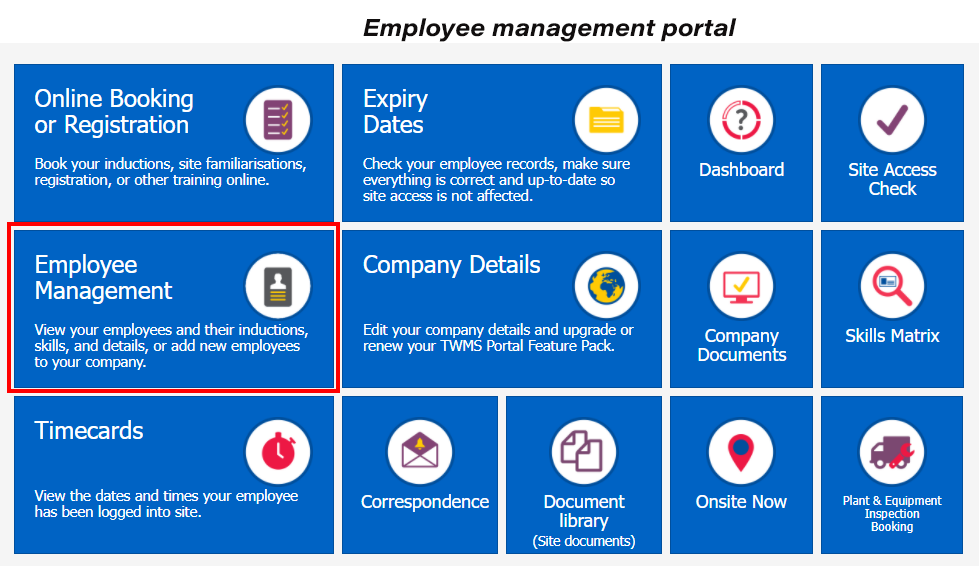 Employee management portal
Online Booking
or Registration
Book your inductions, site familiarisations,
registration, or other training online.
Expiry
Dates
Check your employee records, make sure
everything is correct and up-to-date so
site access is not affected.
?
Dashboard
Site Access
Check
Employee
Management
View your employees and their inductions,
skills, and details, or add new employees
to your company.
Company Details
Edit your company details and upgrade or
renew your TWMS Portal Feature Pack.
Company
Documents
Skills Matrix
Timecards
View the dates and times your employee
has been logged into site.
Correspondence
Document
library
(Site documents)
Onsite Now
Plant & Equipment
Inspection
Booking